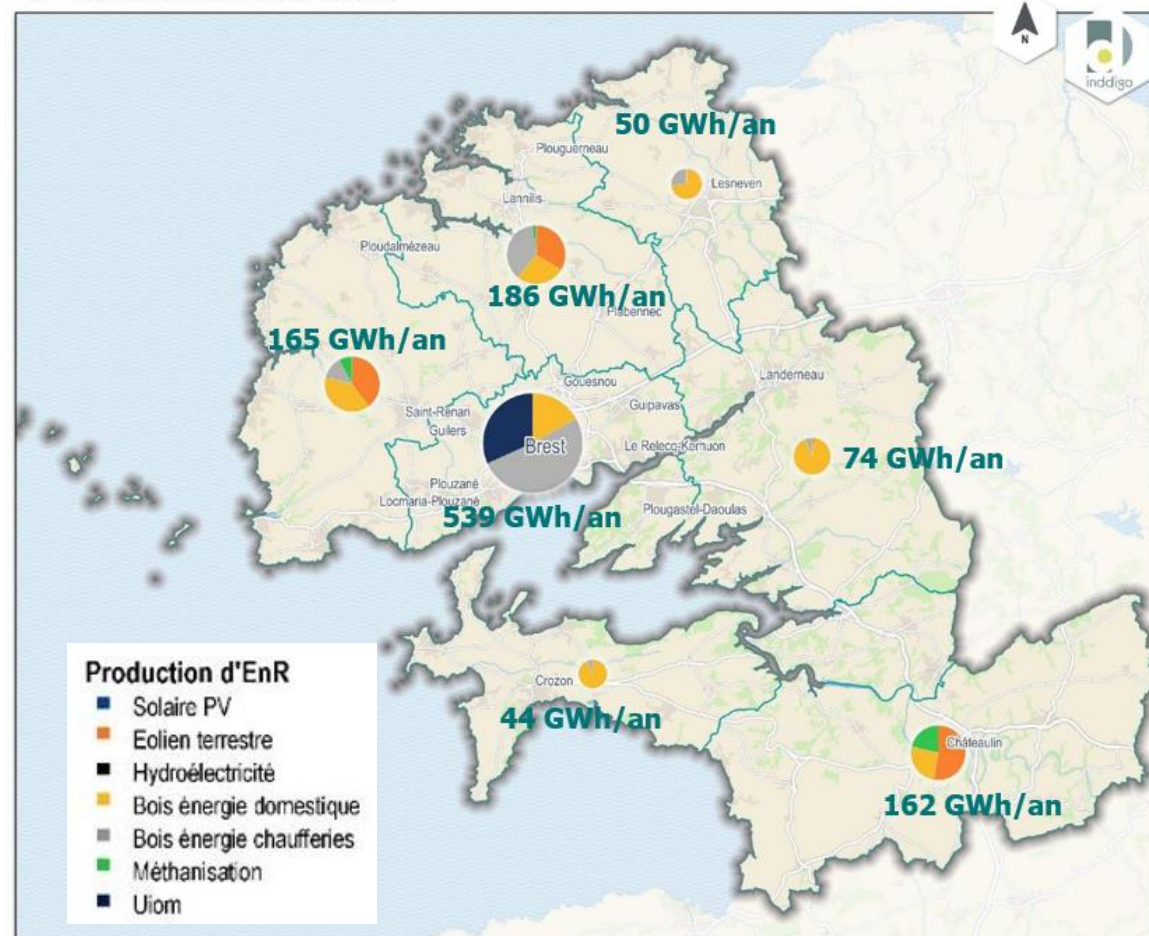 N
inddigo
50 GWh/an
Plouguerneau
Lesneven
Lannilis
Ploudalmézeau
186 GWh/an
Plabennec
165 GWh/an
Gouesnou
Landerneau
Saint-Renan
Guipavas
Guilers
Brest
Le Relecq-Kerhuon
74 GWh/an
Plouzané
Locmaria-Plouzané
Plougastel-Daoulas
539 GWh/an
Crozon
44 GWh/an
Châteaulin
162 GWh/an
Production d'EnR
Solaire PV
Eolien terrestre
Hydroélectricité
Bois énergie domestique
Bois énergie chaufferies
Méthanisation
Uiom